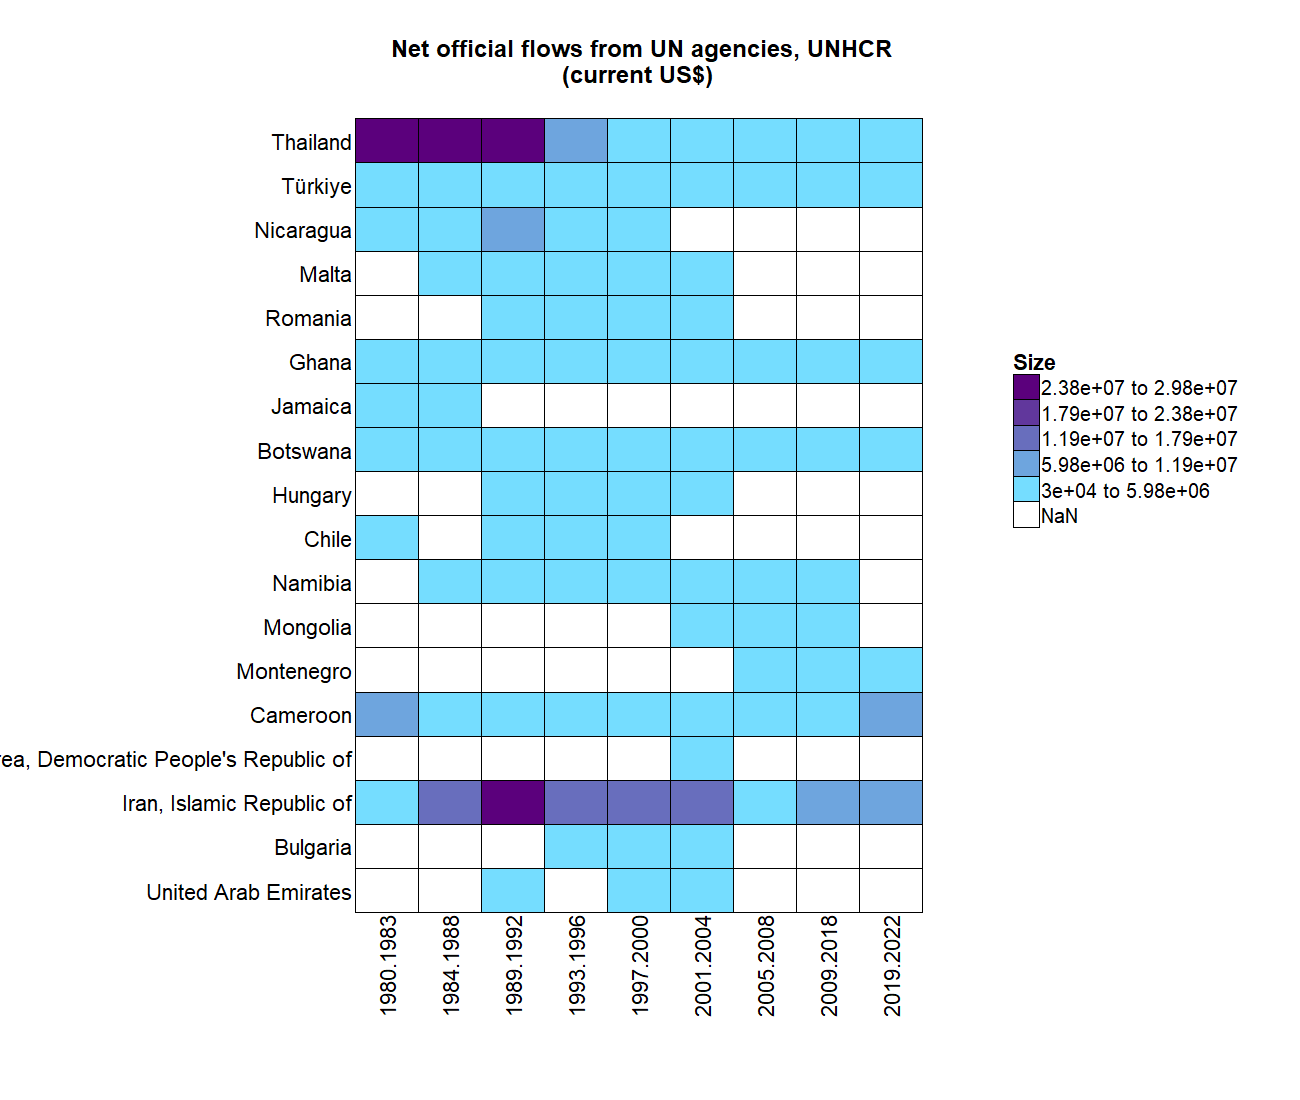 Net official flows from UN agencies, UNHCR
(current US$)
Thailand
Türkiye
Nicaragua
Malta
Romania
Ghana
Jamaica
Botswana
Hungary
Chile
Namibia
Mongolia
Montenegro
Cameroon
rea, Democratic People's Republic of
Iran, Islamic Republic of
Bulgaria
United Arab Emirates
1980.1983
1984.1988
1989.1992
1993.1996
1997.2000
2001.2004
2005.2008
2009.2018
2019.2022
Size
2.38e+07 to 2.98e+07
1.79e+07 to 2.38e+07
1.19e+07 to 1.79e+07
5.98e+06 to 1.19e+07
3e+04 to 5.98e+06
NaN